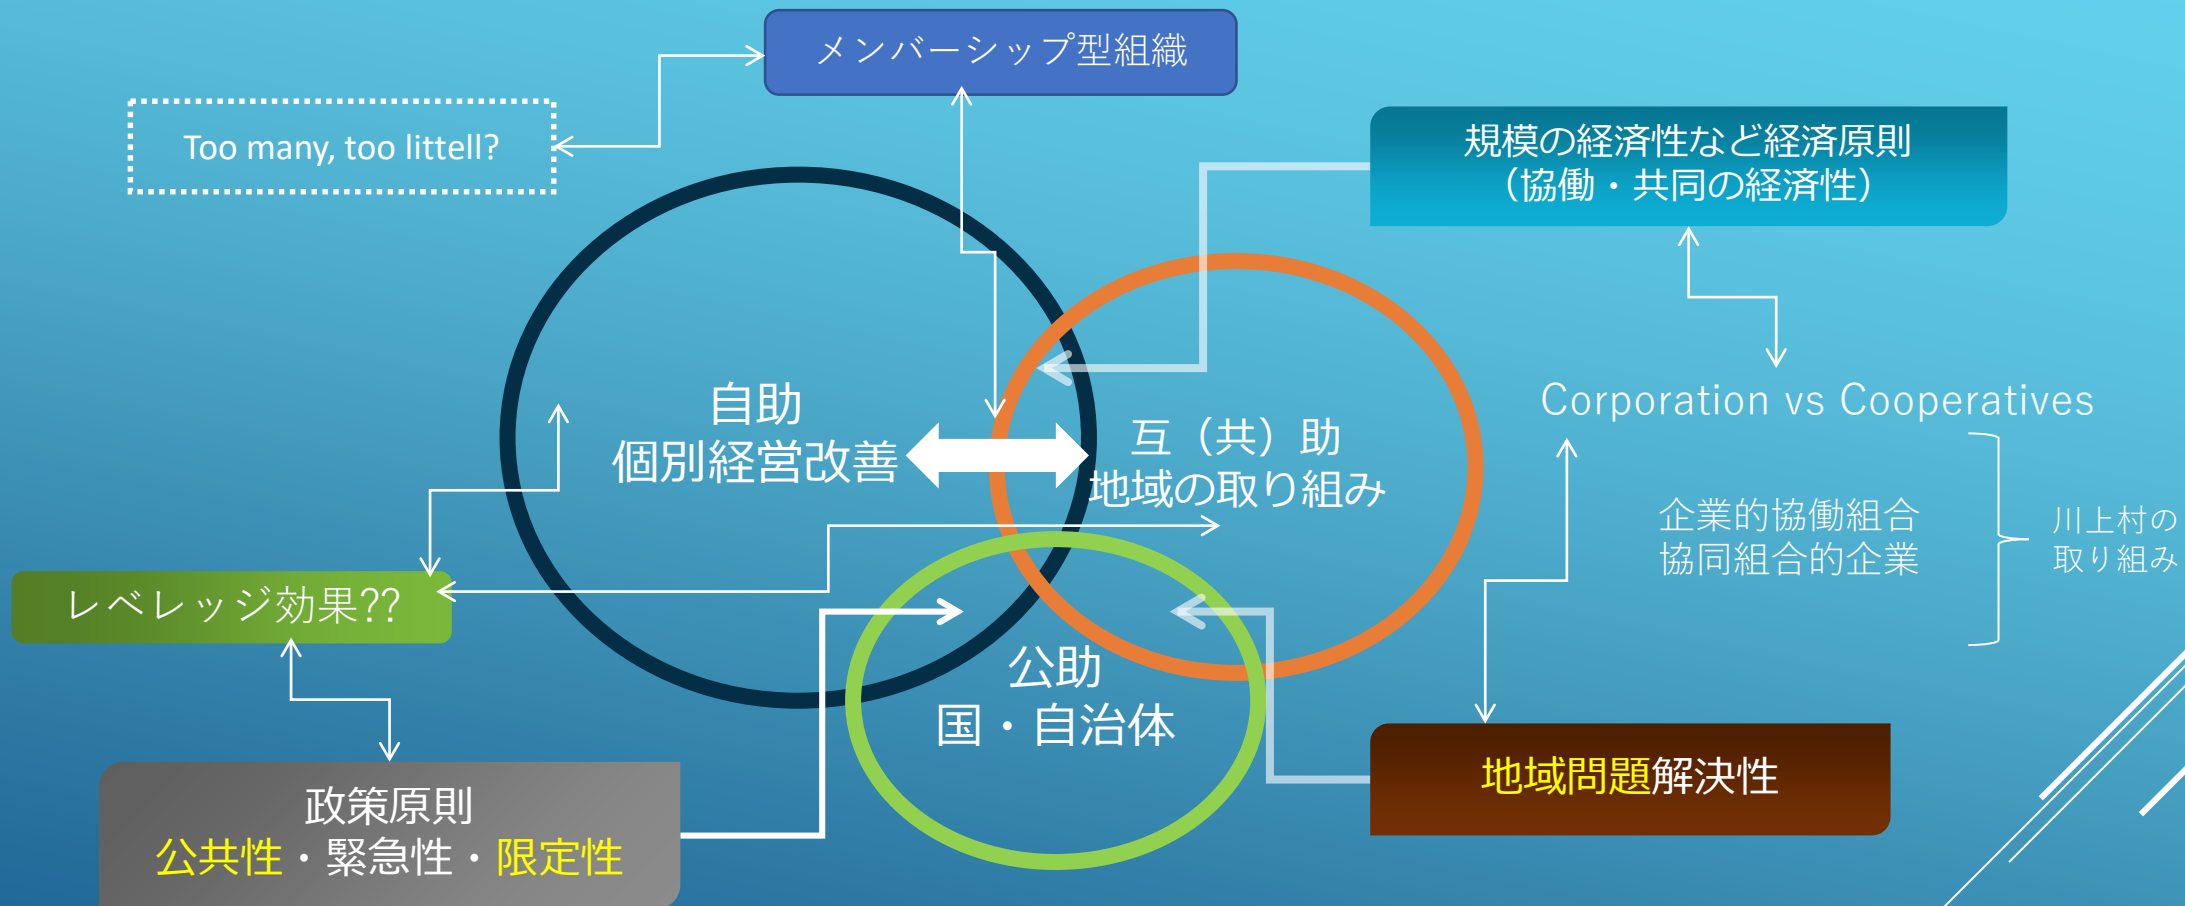 メンバーシップ型組織
Too many, too littell?
規模の経済性など経済原則
（協働・共同の経済性）
自助
個別経営改善
互（共）助
地域の取り組み
Corporation vs Cooperatives
企業的協働組合
協同組合的企業
川上村の
取り組み
レベレッジ効果??
公助
国・自治体
地域問題解決性
政策原則
公共性・緊急性・限定性